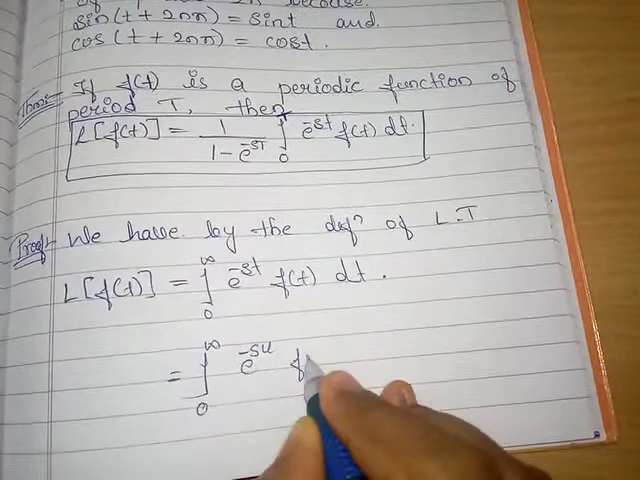 sin(t + 2nπ) = sint and.
cos(t + 2nπ) = cost.
Thm:- If f(t) is a periodic function of
period T, then
L[f(t)] = 1/(1 - e^-sT) ∫_0^T e^-st f(t) dt.
Proof:- We have by the defⁿ of L.T
L[f(t)] = ∫_0^∞ e^-st f(t) dt.
= ∫_0^∞ e^-su f